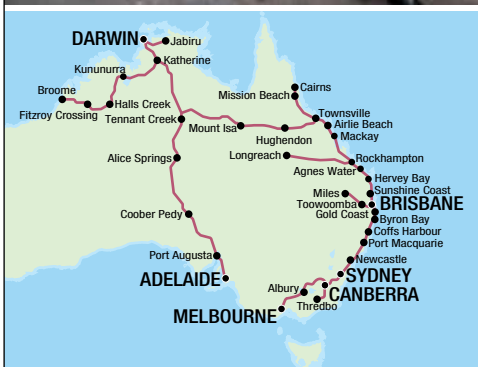 DARWIN
Jabiru
Katherine
Kununurra
Broome
Halls Creek
Fitzroy Crossing
Tennant Creek
Cairns
Mission Beach
Townsville
Airlie Beach
Mackay
Mount Isa
Hughendon
Longreach
Rockhampton
Agnes Water
Alice Springs
Hervey Bay
Sunshine Coast
Miles
BRISBANE
Toowoomba
Gold Coast
Byron Bay
Coober Pedy
Coffs Harbour
Port Macquarie
Port Augusta
Newcastle
SYDNEY
ADELAIDE
Albury
CANBERRA
Thredbo
MELBOURNE